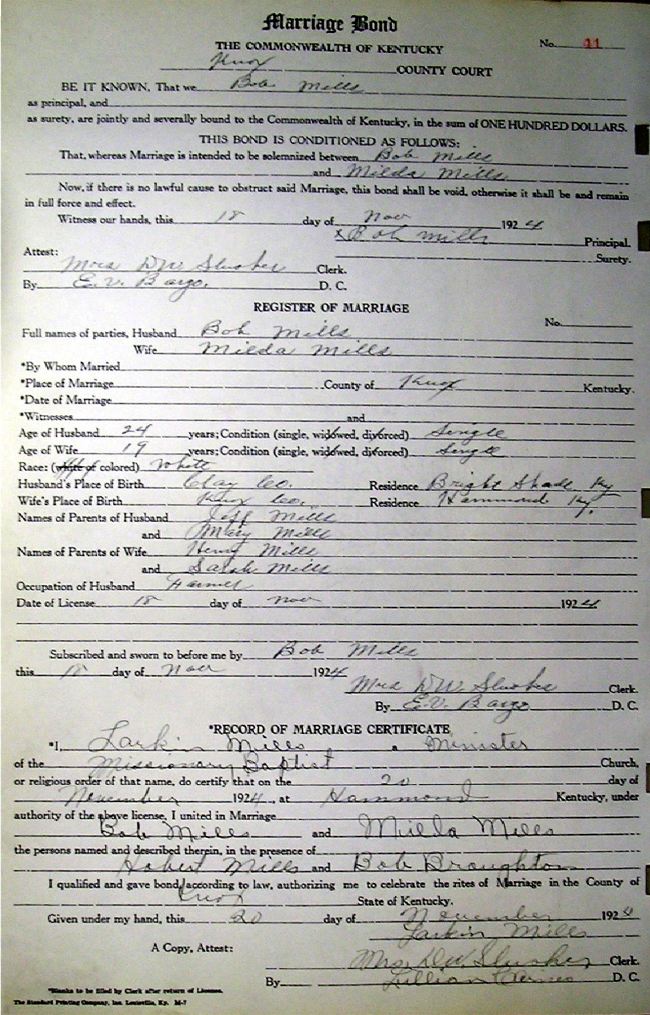 Marriage Bond
THE COMMONWEALTH OF KENTUCKY No. 11
Knox COUNTY COURT
BE IT KNOWN, That we Bob Mills
as principal, and
as surety, are jointly and severally bound to the Commonwealth of Kentucky, in the sum of ONE HUNDRED DOLLARS.
THIS BOND IS CONDITIONED AS FOLLOWS:
That, whereas Marriage is intended to be solemnized between Bob Mills
and Milda Mills
Now, if there is no lawful cause to obstruct said Marriage, this bond shall be void, otherwise it shall be and remain
in full force and effect.
Witness our hands, this 18 day of Nov 1924
x Bob Mills Principal.
Surety.
Attest:
Mrs D W Slusher Clerk.
By E. V. Bargo. D. C.
REGISTER OF MARRIAGE
No.
Full names of parties, Husband Bob Mills
Wife Milda Mills
*By Whom Married
*Place of Marriage County of Knox Kentucky.
*Date of Marriage
*Witnesses and
Age of Husband 24 years; Condition (single, widowed, divorced) Single
Age of Wife 19 years; Condition (single, widowed, divorced) Single
Race: (white or colored) White
Husband's Place of Birth Clay Co. Residence Bright Shade Ky
Wife's Place of Birth Knox Co. Residence Hammond Ky.
Names of Parents of Husband Jeff Mills
and Mary Mills
Names of Parents of Wife Henry Mills
and Sarah Mills
Occupation of Husband Farmer
Date of License 18 day of Nov 1924
Subscribed and sworn to before me by Bob Mills
this 18 day of Nov 1924
Mrs D W. Slusher Clerk.
By E. V. Bargo D. C.
*RECORD OF MARRIAGE CERTIFICATE
*I, Larkin Mills a Minister
of the Missionary Baptist Church,
or religious order of that name, do certify that on the 20 day of
November 1924, at Hammond Kentucky, under
authority of the above license, I united in Marriage
Bob Mills and Milda Mills
the persons named and described therein, in the presence of
Hobert Mills and Bob Broughton
I qualified and gave bond, according to law, authorizing me to celebrate the rites of Marriage in the County of
Knox State of Kentucky.
Given under my hand, this 20 day of November 1924
Larkin Mills
A Copy, Attest: Mrs. D.W. Slusher Clerk.
By Lillian D. C.
*Blanks to be filled by Clerk after return of License.
The Standard Printing Company, Inc. Louisville, Ky. M-7